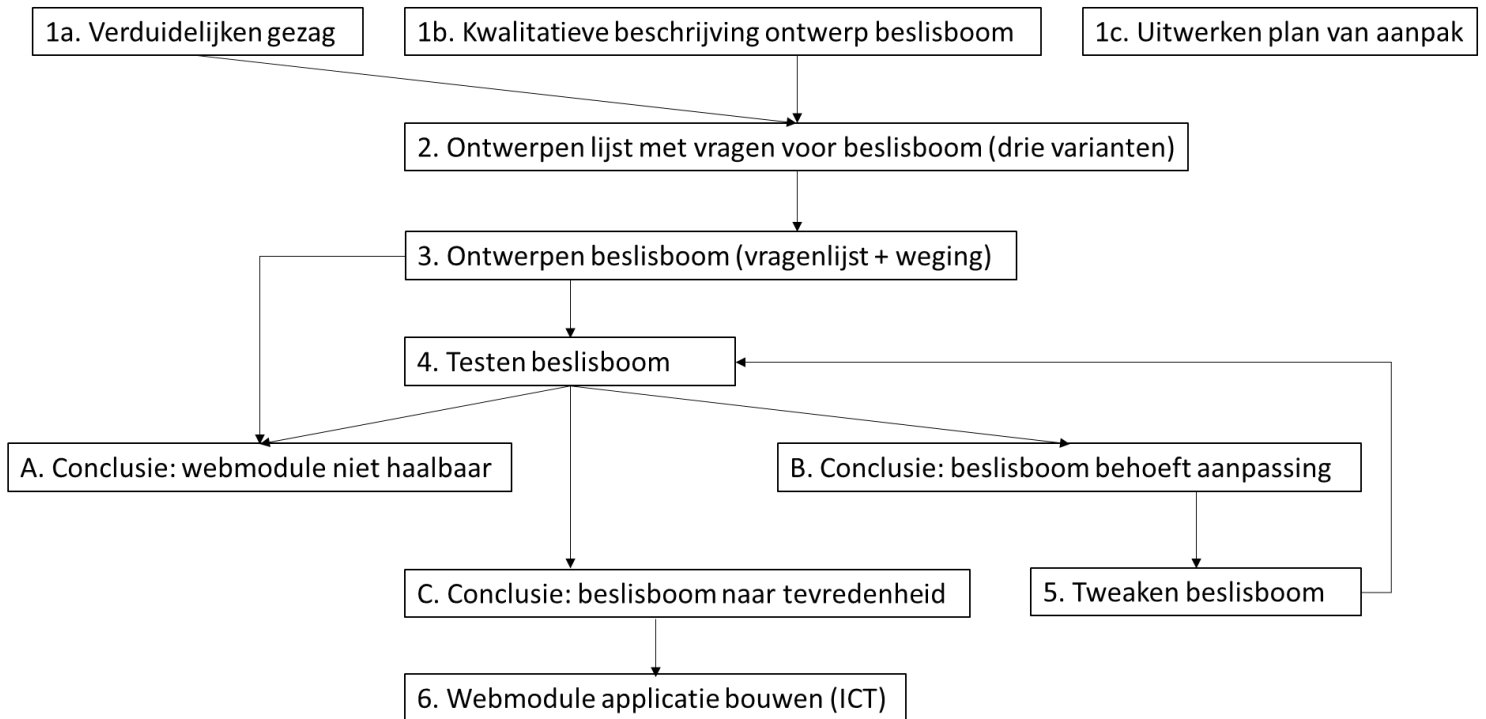 1a. Verduidelijken gezag
1b. Kwalitatieve beschrijving ontwerp beslisboom
1c. Uitwerken plan van aanpak
2. Ontwerpen lijst met vragen voor beslisboom (drie varianten)
3. Ontwerpen beslisboom (vragenlijst + weging)
4. Testen beslisboom
A. Conclusie: webmodule niet haalbaar
B. Conclusie: beslisboom behoeft aanpassing
C. Conclusie: beslisboom naar tevredenheid
5. Tweaken beslisboom
6. Webmodule applicatie bouwen (ICT)